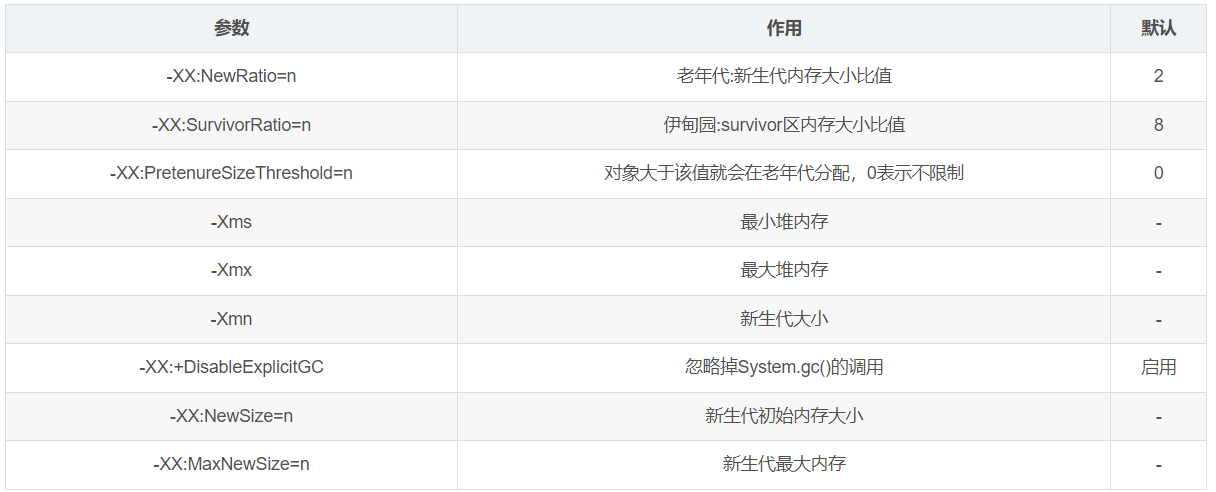 参数 作用 默认
-XX:NewRatio=n 老年代:新生代内存大小比值 2
-XX:SurvivorRatio=n 伊甸园:survivor区内存大小比值 8
-XX:PretenureSizeThreshold=n 对象大于该值就会在老年代分配，0表示不限制 0
-Xms 最小堆内存 -
-Xmx 最大堆内存 -
-Xmn 新生代大小 -
-XX:+DisableExplicitGC 忽略掉System.gc()的调用 启用
-XX:NewSize=n 新生代初始内存大小 -
-XX:MaxNewSize=n 新生代最大内存 -